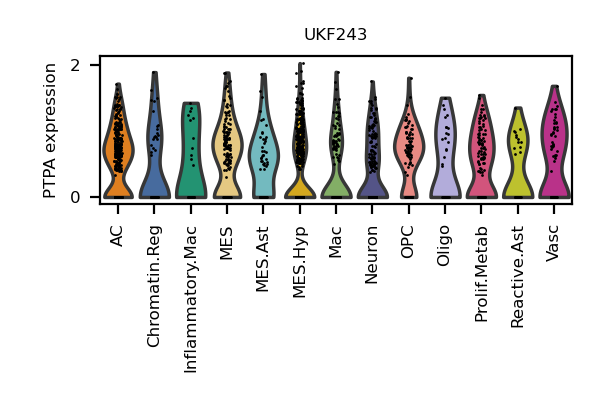 UKF243
PTPA expression
2
0
AC
Chromatin.Reg
Inflammatory.Mac
MES
MES.Ast
MES.Hyp
Mac
Neuron
OPC
Oligo
Prolif.Metab
Reactive.Ast
Vasc